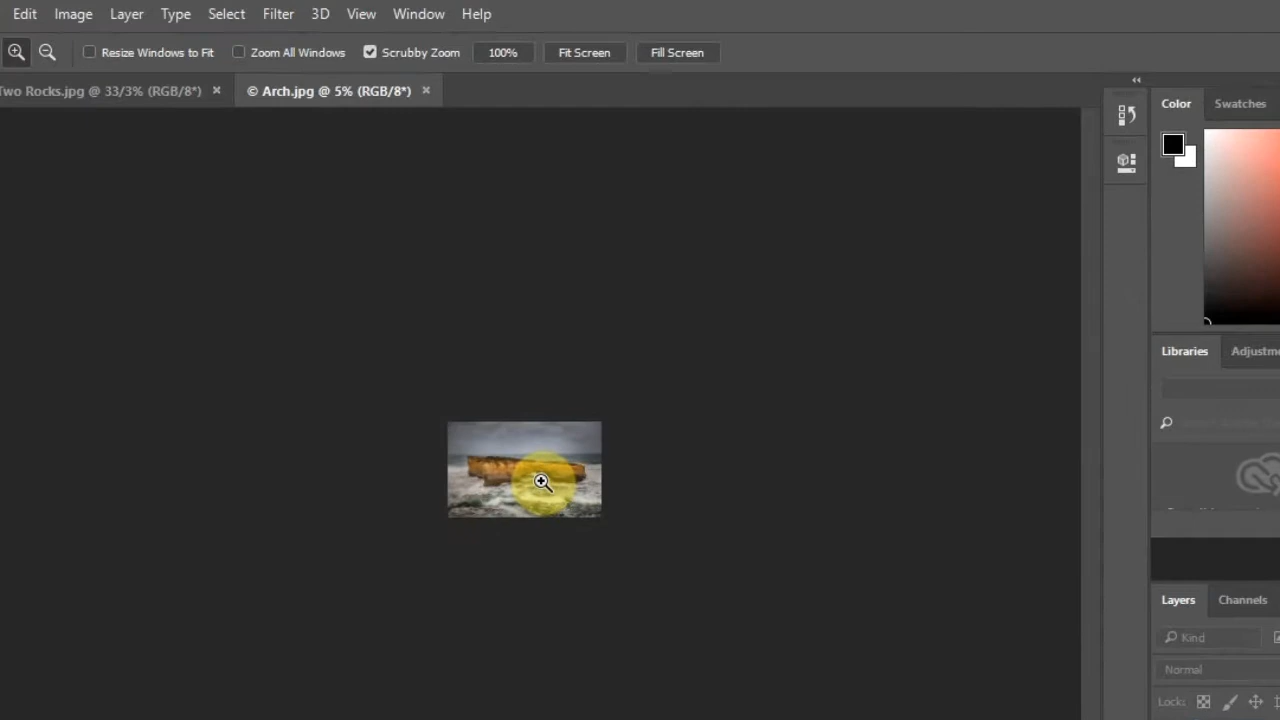 Edit Image Layer Type Select Filter 3D View Window Help
Resize Windows to Fit Zoom All Windows Scrubby Zoom 100% Fit Screen Fill Screen
Two Rocks.jpg @ 33/3% (RGB/8*) × © Arch.jpg @ 5% (RGB/8*) ×
Color Swatches
Libraries Adjustme
Layers Channels
Kind
Normal
Lock: